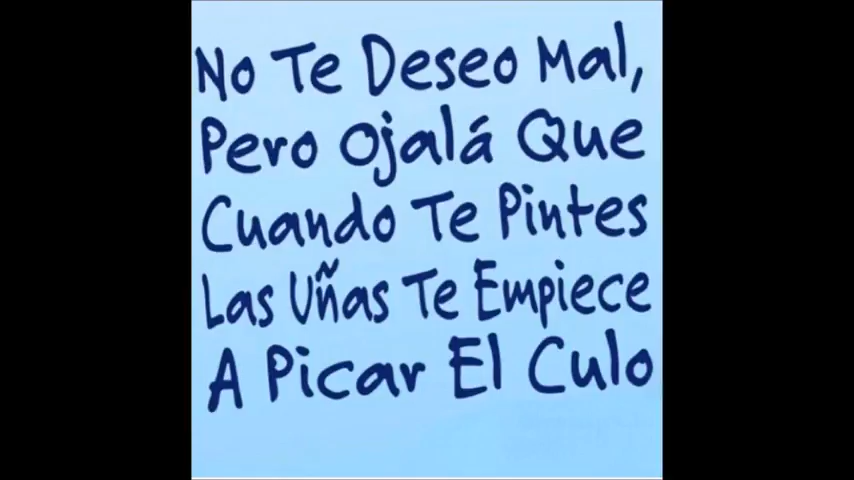 No Te Deseo Mal,
Pero Ojalá Que
Cuando Te Pintes
Las Uñas Te Empiece
A Picar El Culo